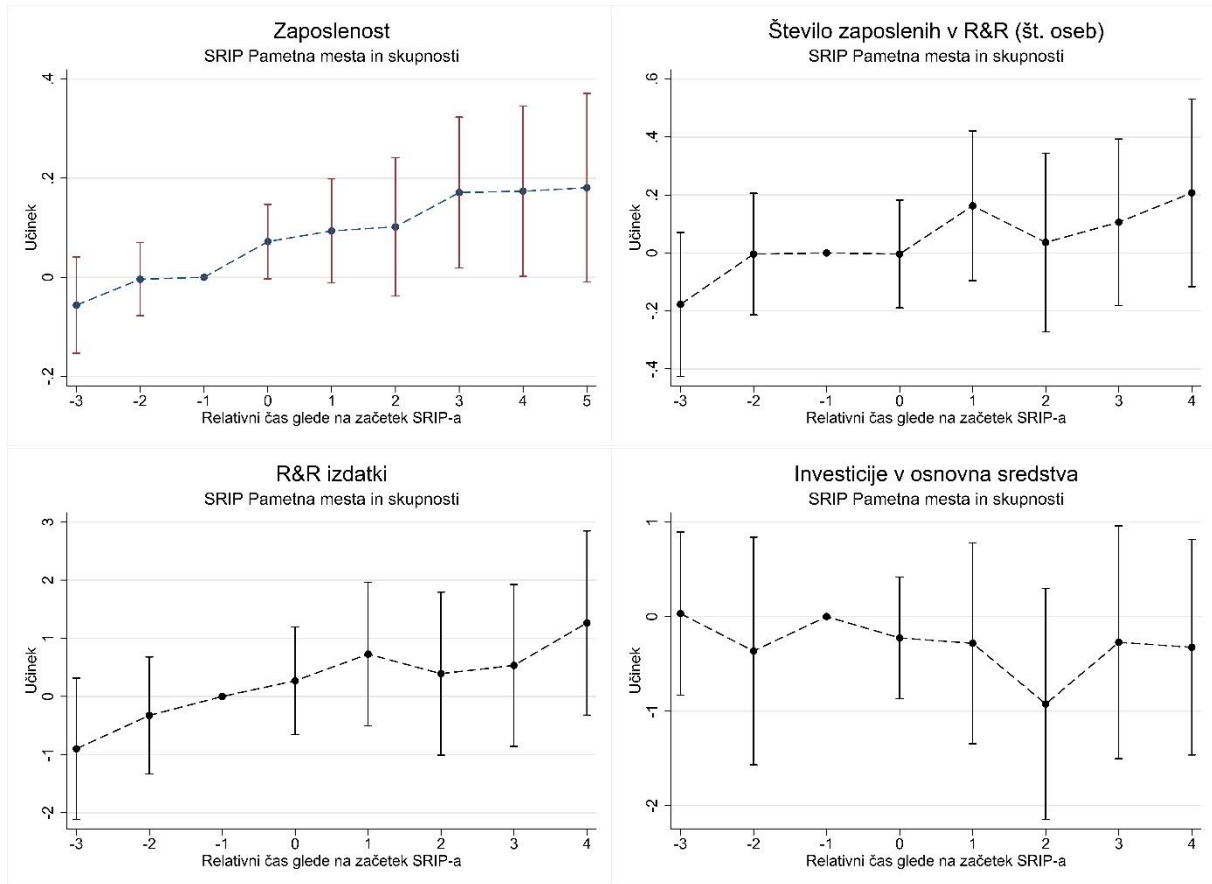 Zaposlenost
SRIP Pametna mesta in skupnosti
Učinek
.4
.2
0
-.2
-3 -2 -1 0 1 2 3 4 5
Relativni čas glede na začetek SRIP-a
Število zaposlenih v R&R (št. oseb)
SRIP Pametna mesta in skupnosti
Učinek
.6
.4
.2
0
-.2
-.4
-3 -2 -1 0 1 2 3 4
Relativni čas glede na začetek SRIP-a
R&R izdatki
SRIP Pametna mesta in skupnosti
Učinek
3
2
1
0
-1
-2
-3 -2 -1 0 1 2 3 4
Relativni čas glede na začetek SRIP-a
Investicije v osnovna sredstva
SRIP Pametna mesta in skupnosti
Učinek
1
0
-1
-2
-3 -2 -1 0 1 2 3 4
Relativni čas glede na začetek SRIP-a